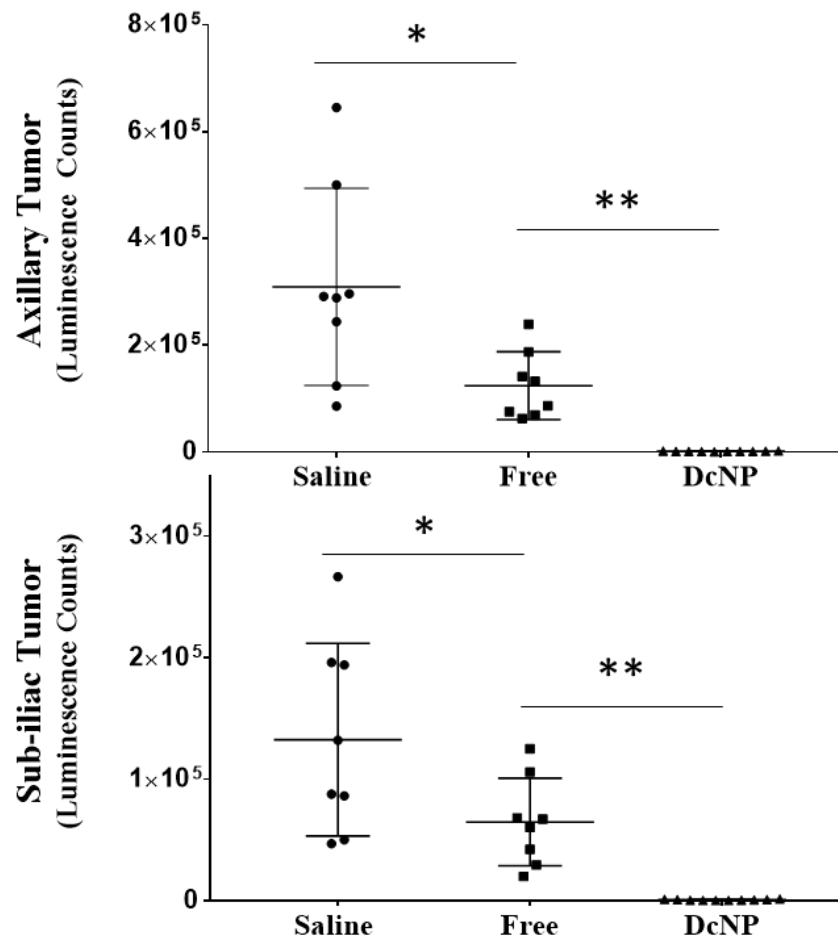 Axillary Tumor
(Luminescence Counts)
8×10⁵
6×10⁵
4×10⁵
2×10⁵
0
*
**
Saline Free DcNP
Sub-iliac Tumor
(Luminescence Counts)
3×10⁵
2×10⁵
1×10⁵
0
*
**
Saline Free DcNP